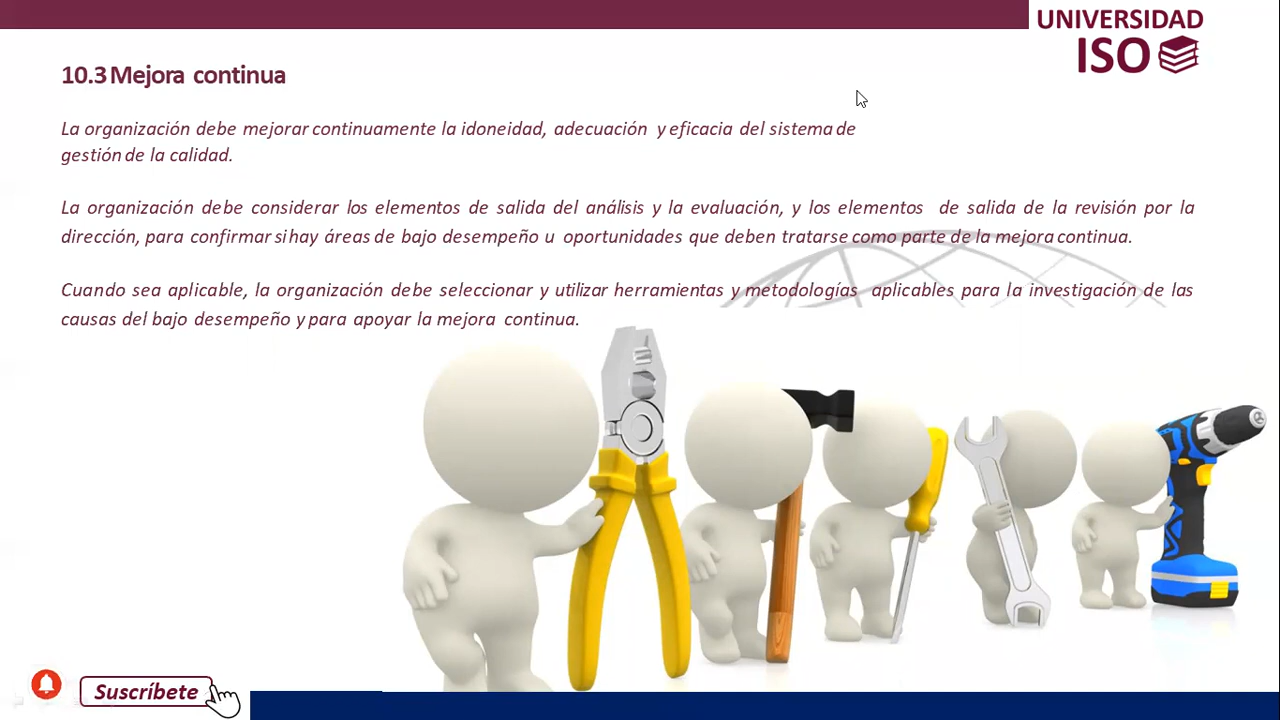 UNIVERSIDAD
ISO
10.3 Mejora continua
La organización debe mejorar continuamente la idoneidad, adecuación y eficacia del sistema de
gestión de la calidad.
La organización debe considerar los elementos de salida del análisis y la evaluación, y los elementos de salida de la revisión por la
dirección, para confirmar si hay áreas de bajo desempeño u oportunidades que deben tratarse como parte de la mejora continua.
Cuando sea aplicable, la organización debe seleccionar y utilizar herramientas y metodologías aplicables para la investigación de las
causas del bajo desempeño y para apoyar la mejora continua.
Suscríbete